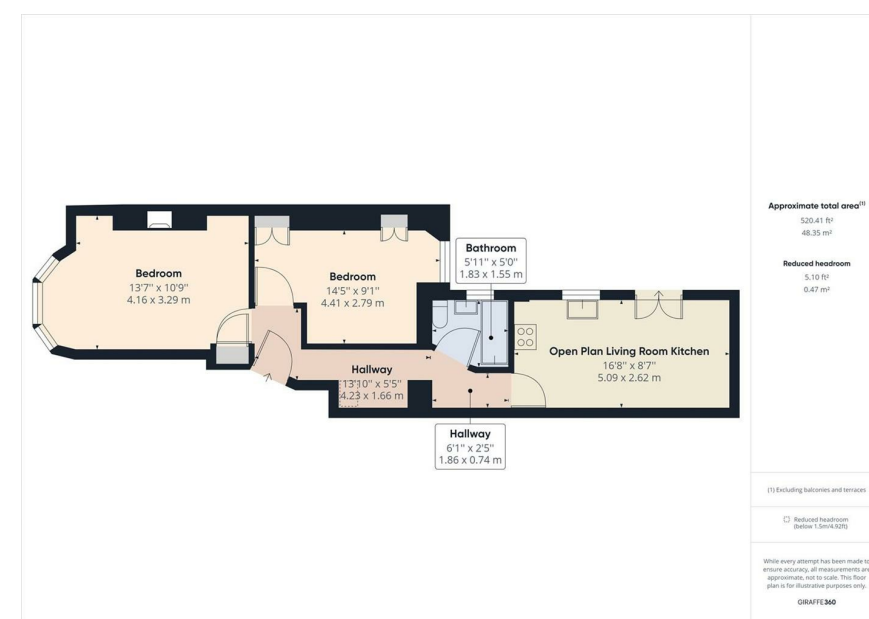 Bedroom
13'7" x 10'9"
4.16 x 3.29 m
Bedroom
14'5" x 9'1"
4.41 x 2.79 m
Bathroom
5'11" x 5'0"
1.83 x 1.55 m
Open Plan Living Room Kitchen
16'8" x 8'7"
5.09 x 2.62 m
Hallway
13'10" x 5'5"
4.23 x 1.66 m
Hallway
6'1" x 2'5"
1.86 x 0.74 m
Approximate total area(1)
520.41 ft²
48.35 m²
Reduced headroom
5.10 ft²
0.47 m²
(1) Excluding balconies and terraces
Reduced headroom
(below 1.5m/4.92ft)
While every attempt has been made to
ensure accuracy, all measurements are
approximate, not to scale. This floor
plan is for illustrative purposes only.
GIRAFFE360